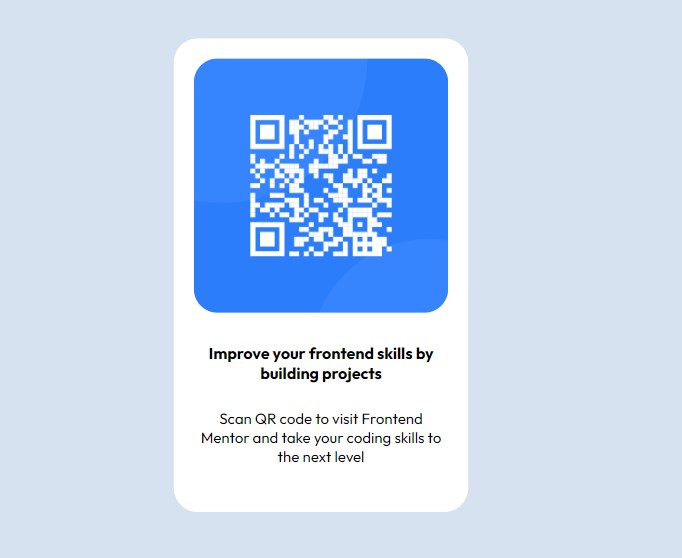 Improve your frontend skills by
building projects
Scan QR code to visit Frontend
Mentor and take your coding skills to
the next level